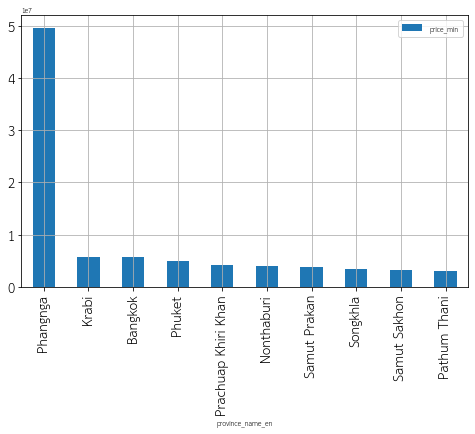 1e7
5
4
3
2
1
0
price_min
Phangnga
Krabi
Bangkok
Phuket
Prachuap Khiri Khan
Nonthaburi
Samut Prakan
Songkhla
Samut Sakhon
Pathum Thani
province_name_en